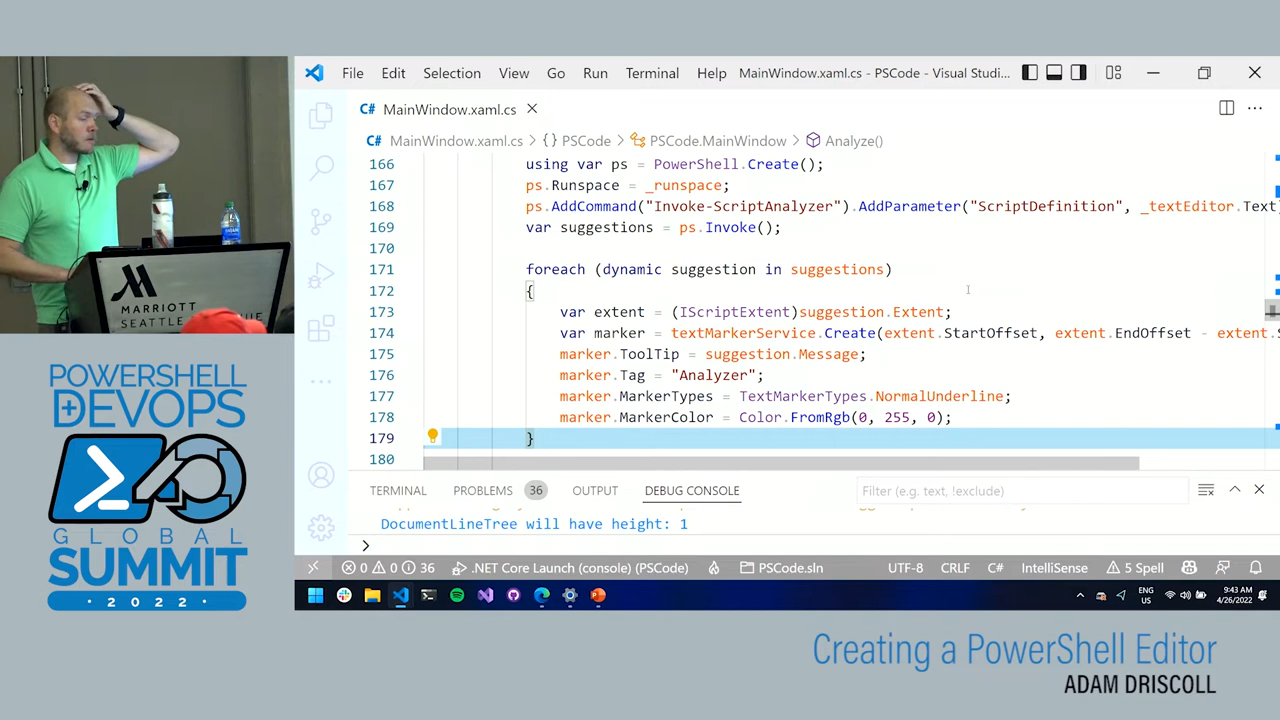 File Edit Selection View Go Run Terminal Help MainWindow.xaml.cs - PSCode - Visual Studi...
C# MainWindow.xaml.cs
C# MainWindow.xaml.cs > {} PSCode > PSCode.MainWindow > Analyze()
166 using var ps = PowerShell.Create();
167 ps.Runspace = _runspace;
168 ps.AddCommand("Invoke-ScriptAnalyzer").AddParameter("ScriptDefinition", _textEditor.Text
169 var suggestions = ps.Invoke();
170
171 foreach (dynamic suggestion in suggestions)
172 {
173 var extent = (IScriptExtent)suggestion.Extent;
174 var marker = textMarkerService.Create(extent.StartOffset, extent.EndOffset - extent.S
175 marker.ToolTip = suggestion.Message;
176 marker.Tag = "Analyzer";
177 marker.MarkerTypes = TextMarkerTypes.NormalUnderline;
178 marker.MarkerColor = Color.FromRgb(0, 255, 0);
179 }
180
TERMINAL PROBLEMS 36 OUTPUT DEBUG CONSOLE Filter (e.g. text, !exclude)
DocumentLineTree will have height: 1
>
0 0 36 .NET Core Launch (console) (PSCode) PSCode.sln UTF-8 CRLF C# IntelliSense 5 Spell
ENG US 9:43 AM 4/26/2022
MARRIOTT
POWERSHELL
+DEVOPS
GLOBAL
SUMMIT
· 2022 ·
Creating a PowerShell Editor
ADAM DRISCOLL